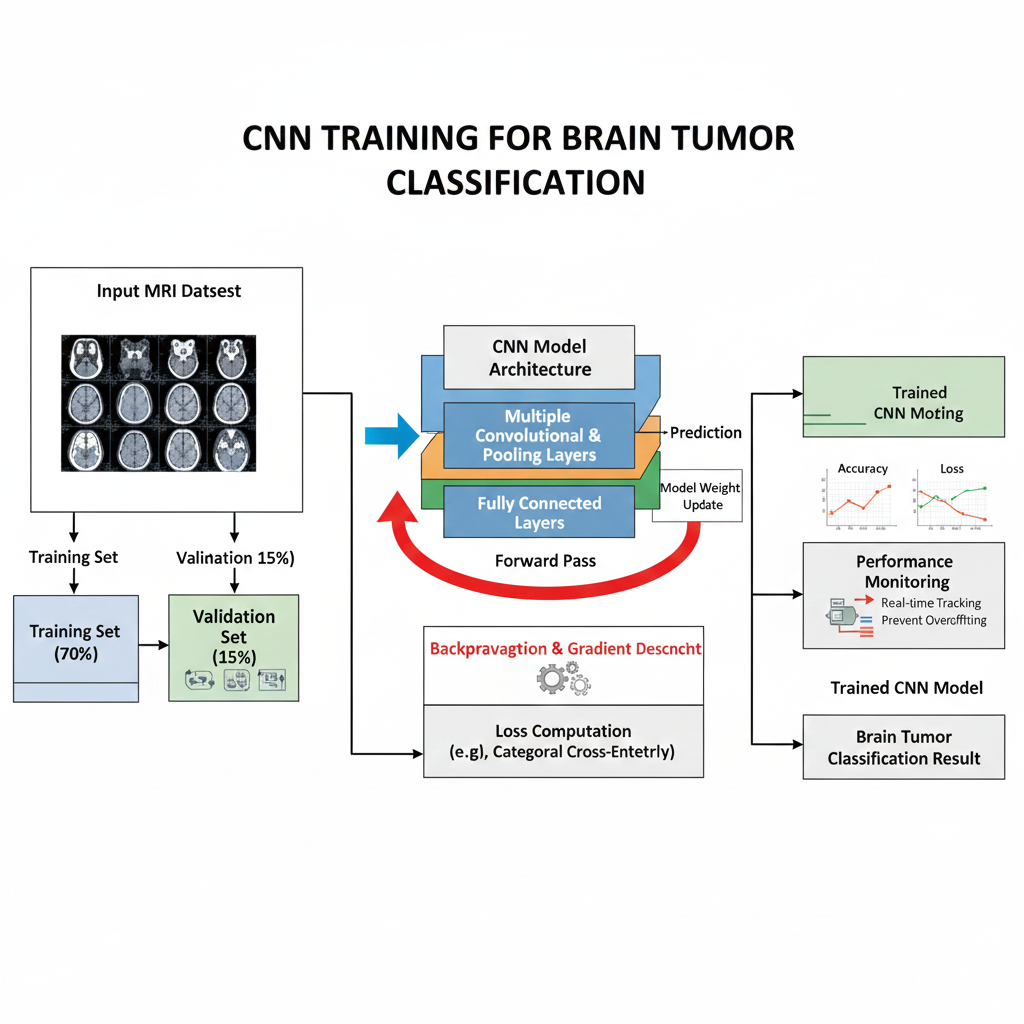 CNN TRAINING FOR BRAIN TUMOR
CLASSIFICATION
Input MRI Datsest
Training Set
Valination 15%)
Training Set
(70%)
Validation
Set
(15%)
CNN Model
Architecture
Multiple
Convolutional &
Pooling Layers
Fully Connected
Layers
Prediction
Model Weight
Update
Forward Pass
Backpravagtion & Gradient Descncht
Loss Computation
(e.g), Categoral Cross-Entetrly)
Trained
CNN Moting
Accuracy
Loss
Performance
Monitoring
Real-time Tracking
Prevent Overofftting
Trained CNN Model
Brain Tumor
Classification Result